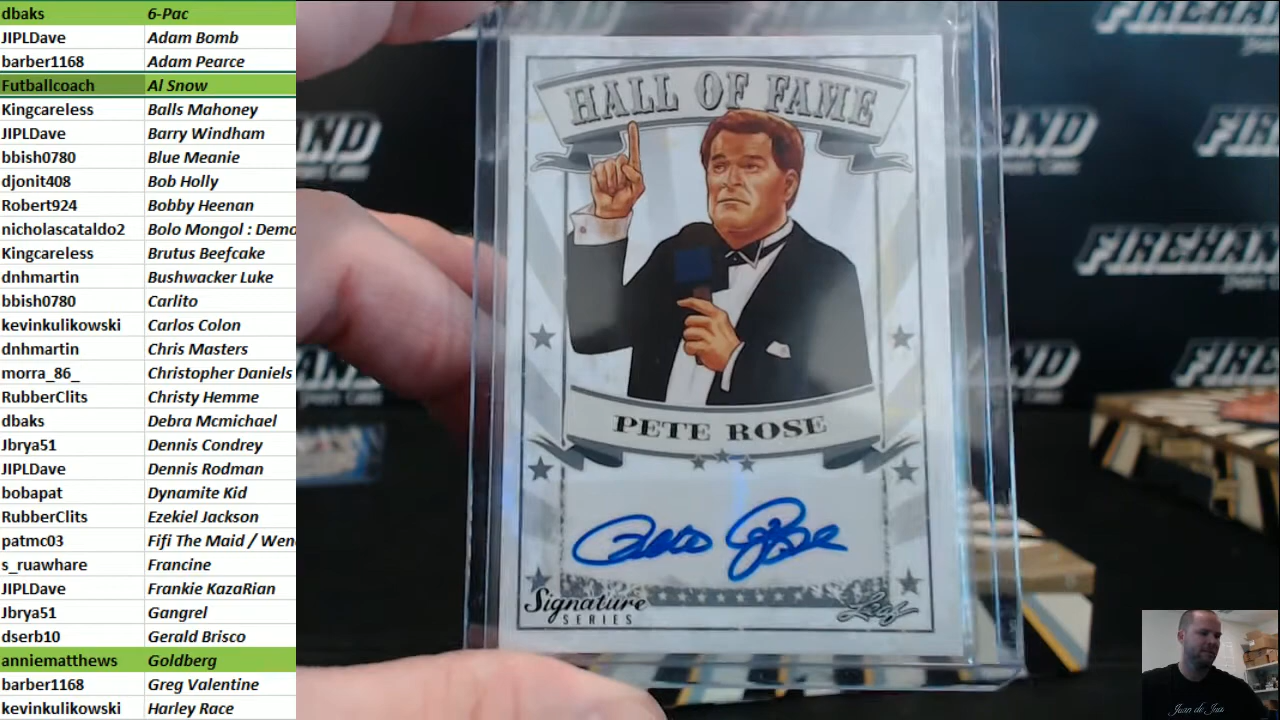 dbaks 6-Pac
JIPLDave Adam Bomb
barber1168 Adam Pearce
Futballcoach Al Snow
Kingcareless Balls Mahoney
JIPLDave Barry Windham
bbish0780 Blue Meanie
djonit408 Bob Holly
Robert924 Bobby Heenan
nicholascataldo2 Bolo Mongol : Demo
Kingcareless Brutus Beefcake
dnhmartin Bushwacker Luke
bbish0780 Carlito
kevinkulikowski Carlos Colon
dnhmartin Chris Masters
morra_86_ Christopher Daniels
RubberClits Christy Hemme
dbaks Debra Mcmichael
Jbrya51 Dennis Condrey
JIPLDave Dennis Rodman
bobapat Dynamite Kid
RubberClits Ezekiel Jackson
patmc03 Fifi The Maid / Wen
s_ruawhare Francine
JIPLDave Frankie KazaRian
Jbrya51 Gangrel
dserb10 Gerald Brisco
anniematthews Goldberg
barber1168 Greg Valentine
kevinkulikowski Harley Race
HALL OF FAME
PETE ROSE
Pete Rose
Signature
SERIES
Leaf
FIREHAND
FIREHAND